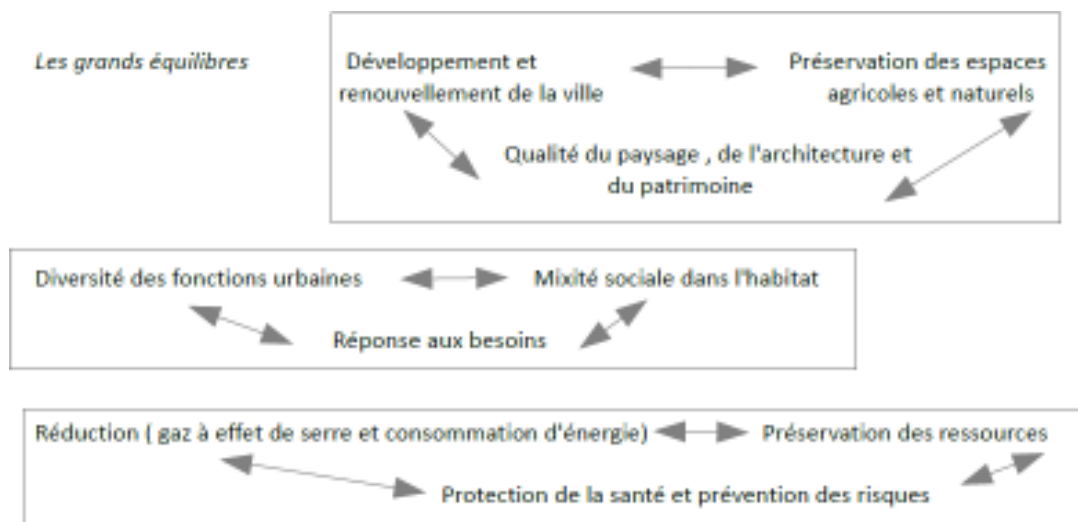 Les grands équilibres
Développement et
renouvellement de la ville
Préservation des espaces
agricoles et naturels
Qualité du paysage , de l'architecture et
du patrimoine
Diversité des fonctions urbaines
Mixité sociale dans l'habitat
Réponse aux besoins
Réduction ( gaz à effet de serre et consommation d'énergie)
Préservation des ressources
Protection de la santé et prévention des risques